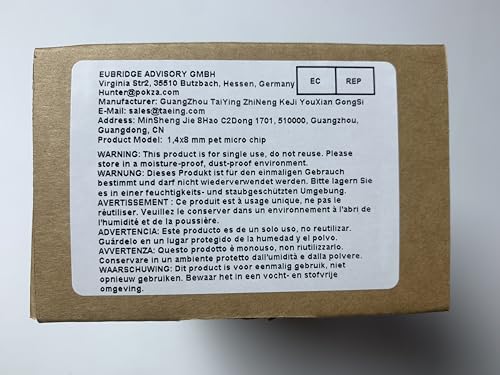 EUBRIDGE ADVISORY GMBH
Virginia Str2, 35510 Butzbach, Hessen, Germany
EC REP
Hunter@pokza.com
Manufacturer: GuangZhou TaiYing ZhiNeng KeJi YouXian GongSi
E-Mail: sales@taeing.com
Address: MinSheng Jie 8Hao C2Dong 1701, 510000, Guangzhou,
Guangdong, CN
Product Model: 1,4x8 mm pet micro chip
WARNING: This product is for single use, do not reuse. Please
store in a moisture-proof, dust-proof environment.
WARNUNG: Dieses Produkt ist für den einmaligen Gebrauch
bestimmt und darf nicht wiederverwendet werden. Bitte lagern Sie
es in einer feuchtigkeits- und staubgeschützten Umgebung.
AVERTISSEMENT : Ce produit est à usage unique, ne pas le
réutiliser. Veuillez le conserver dans un environnement à l'abri de
l'humidité et de la poussière.
ADVERTENCIA: Este producto es de un solo uso, no reutilizar.
Guárdelo en un lugar protegido de la humedad y el polvo.
AVVERTENZA: Questo prodotto è monouso, non riutilizzarlo.
Conservare in un ambiente protetto dall'umidità e dalla polvere.
WAARSCHUWING: Dit product is voor eenmalig gebruik, niet
opnieuw gebruiken. Bewaar het in een vocht- en stofvrije
omgeving.